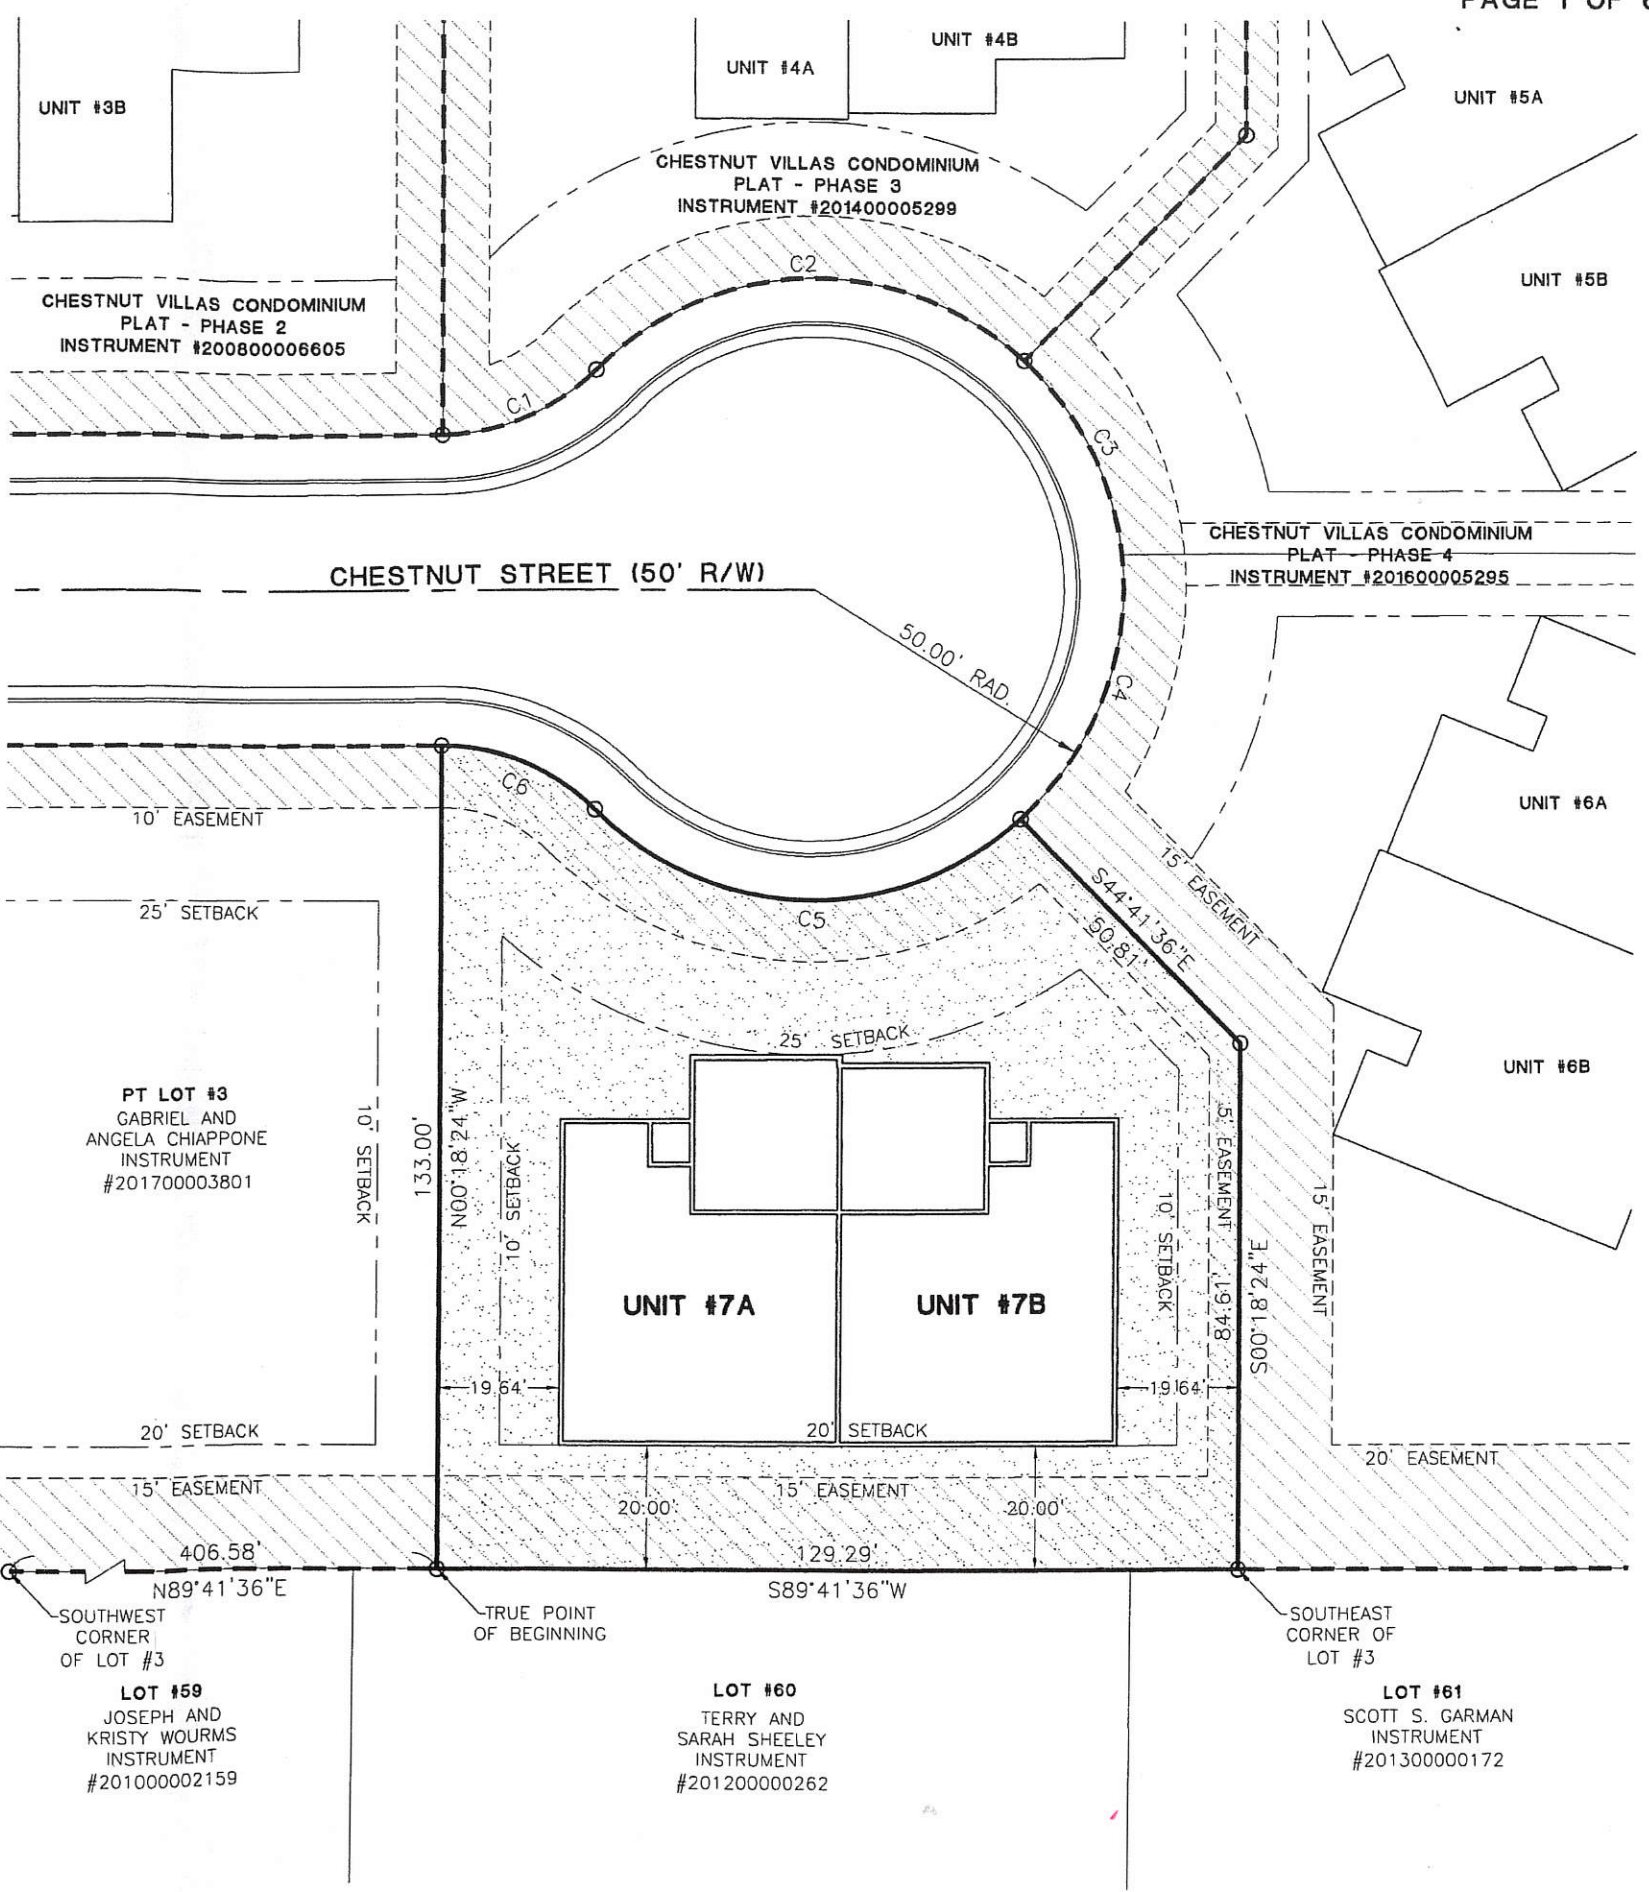 PAGE 1 OF 6
UNIT #3B
UNIT #4A
UNIT #4B
UNIT #5A
CHESTNUT VILLAS CONDOMINIUM
PLAT - PHASE 3
INSTRUMENT #201400005299
UNIT #5B
C2
CHESTNUT VILLAS CONDOMINIUM
PLAT - PHASE 2
INSTRUMENT #200800006605
C1
C3
CHESTNUT VILLAS CONDOMINIUM
PLAT - PHASE 4
INSTRUMENT #201600005295
CHESTNUT STREET (50' R/W)
50.00' RAD.
C4
C6
10' EASEMENT
UNIT #6A
15' EASEMENT
S44°41'36"E
50.81'
25' SETBACK
C5
25' SETBACK
UNIT #6B
PT LOT #3
GABRIEL AND
ANGELA CHIAPPONE
INSTRUMENT
#201700003801
10' SETBACK
133.00'
N00°18'24"W
10' SETBACK
10' SETBACK
5' EASEMENT
84.91'
S00°18'24"E
15' EASEMENT
UNIT #7A
UNIT #7B
19.64'
19.64'
20' SETBACK
20' SETBACK
20' EASEMENT
15' EASEMENT
15' EASEMENT
20.00'
20.00'
406.58'
N89°41'36"E
129.29'
S89°41'36"W
SOUTHWEST
CORNER
OF LOT #3
TRUE POINT
OF BEGINNING
SOUTHEAST
CORNER OF
LOT #3
LOT #59
JOSEPH AND
KRISTY WOURMS
INSTRUMENT
#201000002159
LOT #60
TERRY AND
SARAH SHEELEY
INSTRUMENT
#201200000262
LOT #61
SCOTT S. GARMAN
INSTRUMENT
#201300000172